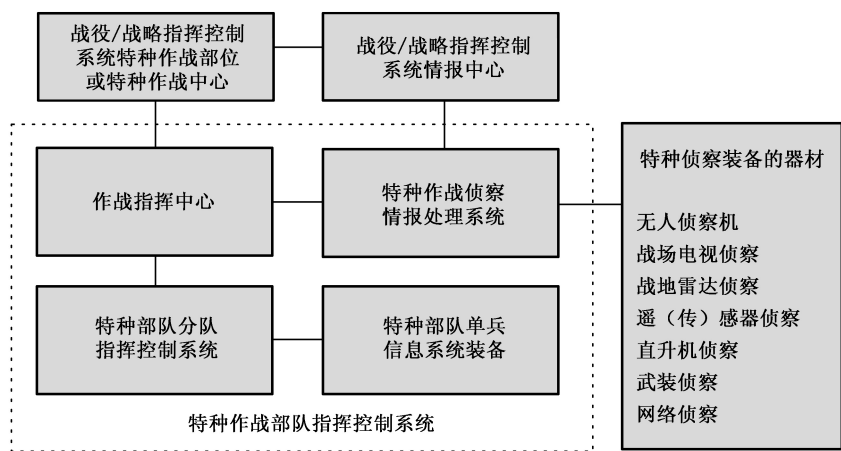 战役/战略指挥控制
系统特种作战部位
或特种作战中心
战役/战略指挥控制
系统情报中心
作战指挥中心
特种作战侦察
情报处理系统
特种部队分队
指挥控制系统
特种部队单兵
信息系统装备
特种作战部队指挥控制系统
特种侦察装备的器材
无人侦察机
战场电视侦察
战地雷达侦察
遥（传）感器侦察
直升机侦察
武装侦察
网络侦察